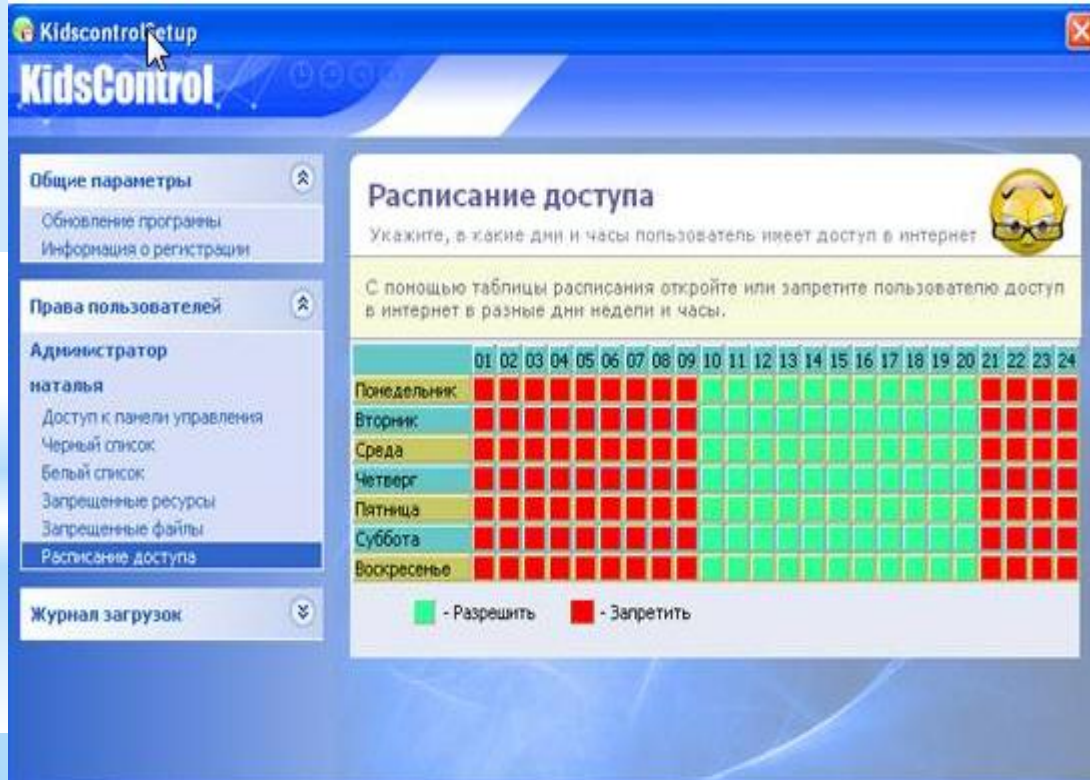 KidscontrolSetup
KidsControl
Общие параметры
Обновление программы
Информация о регистрации
Права пользователей
Администратор
наталья
Доступ к панели управления
Черный список
Белый список
Запрещенные ресурсы
Запрещенные файлы
Расписание доступа
Журнал загрузок
Расписание доступа
Укажите, в какие дни и часы пользователь имеет доступ в интернет
С помощью таблицы расписания откройте или запретите пользователю доступ
в интернет в разные дни недели и часы.
01 02 03 04 05 06 07 08 09 10 11 12 13 14 15 16 17 18 19 20 21 22 23 24
Понедельник
Вторник
Среда
Четверг
Пятница
Суббота
Воскресенье
- Разрешить - Запретить